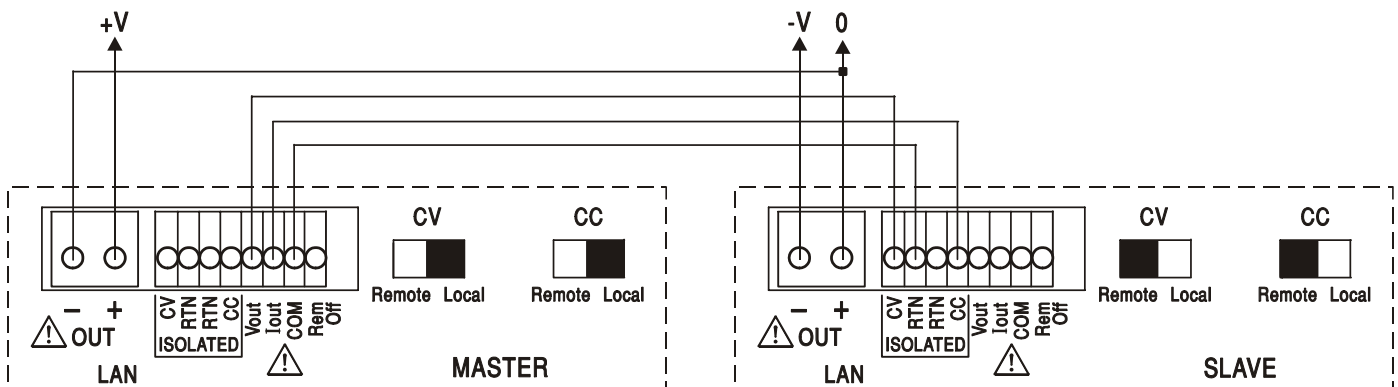 +V -V 0
CV CC CV CC
Remote Local Remote Local Remote Local Remote Local
− + − +
CV RTN RTN CC Vout Iout COM Rem Off CV RTN RTN CC Vout Iout COM Rem Off
! OUT ISOLATED ! ! OUT ISOLATED !
LAN MASTER LAN SLAVE